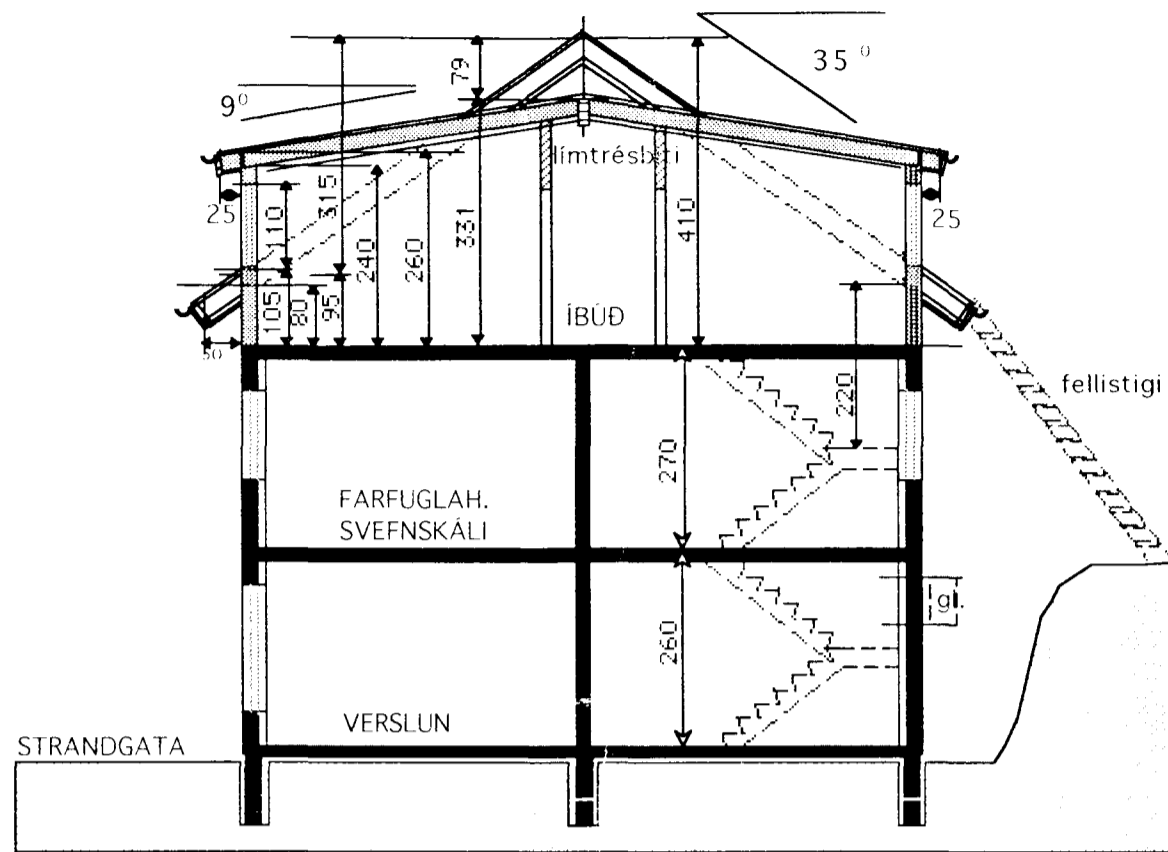 35 º
79
9º
límtrésbiti
25
110
315
240
260
331
410
25
105
80
95
50
ÍBÚÐ
220
fellistigi
270
FARFUGLAH.
SVEFNSKÁLI
260
gl.
VERSLUN
STRANDGATA